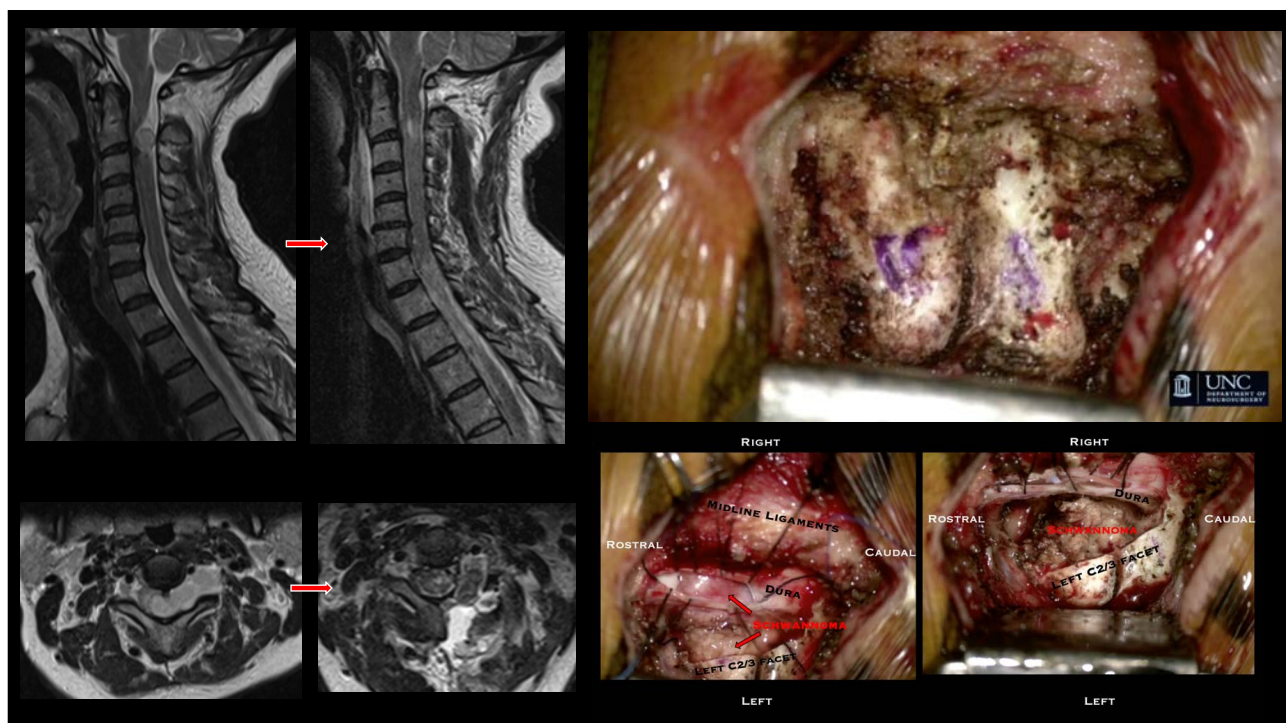 UNC
DEPARTMENT OF
NEUROSURGERY
RIGHT
RIGHT
MIDLINE LIGAMENTS
ROSTRAL
CAUDAL
DURA
SCHWANNOMA
LEFT C2/3 FACET
LEFT
DURA
ROSTRAL
SCHWANNOMA
CAUDAL
LEFT C2/3 FACET
LEFT